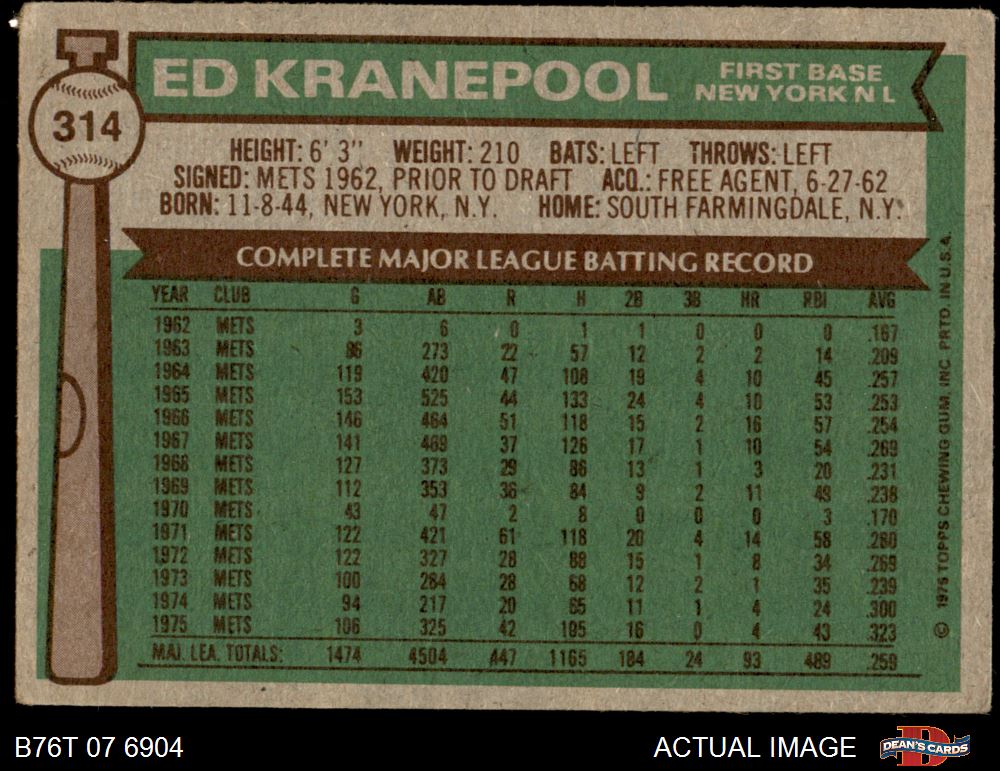 314
ED KRANEPOOL
FIRST BASE
NEW YORK N L
HEIGHT: 6' 3" WEIGHT: 210 BATS: LEFT THROWS: LEFT
SIGNED: METS 1962, PRIOR TO DRAFT ACQ.: FREE AGENT, 6-27-62
BORN: 11-8-44, NEW YORK, N.Y. HOME: SOUTH FARMINGDALE, N.Y.
COMPLETE MAJOR LEAGUE BATTING RECORD
YEAR CLUB G AB R H 2B 3B HR RBI AVG
1962 METS 3 6 0 1 1 0 0 0 .167
1963 METS 86 273 22 57 12 2 2 14 .209
1964 METS 119 420 47 108 19 4 10 45 .257
1965 METS 153 525 44 133 24 4 10 53 .253
1966 METS 146 464 51 118 15 2 16 57 .254
1967 METS 141 469 37 126 17 1 10 54 .269
1968 METS 127 373 29 86 13 1 3 20 .231
1969 METS 112 353 36 84 9 2 11 49 .238
1970 METS 43 47 2 8 0 0 0 3 .170
1971 METS 122 421 61 118 20 4 14 58 .280
1972 METS 122 327 28 88 15 1 8 34 .269
1973 METS 100 284 28 68 12 2 1 35 .239
1974 METS 94 217 20 65 11 1 4 24 .300
1975 METS 106 325 42 105 16 0 4 43 .323
MAJ. LEA. TOTALS: 1474 4504 447 1165 184 24 93 489 .259
© 1976 TOPPS CHEWING GUM, INC. PRTD. IN U.S.A.
B76T 07 6904
ACTUAL IMAGE
DEAN'S CARDS